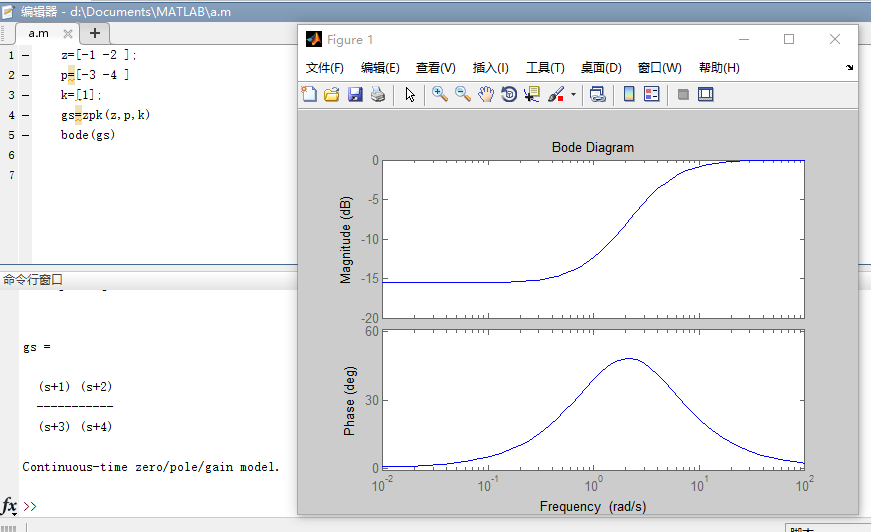 编辑器 - d:\Documents\MATLAB\a.m
a.m
1 — z=[-1 -2 ];
2 — p=[-3 -4 ]
3 — k=[1];
4 — gs=zpk(z,p,k)
5 — bode(gs)
6
7
命令行窗口
gs =
(s+1) (s+2)
-----------
(s+3) (s+4)
Continuous-time zero/pole/gain model.
fx >>
Figure 1
文件(F) 编辑(E) 查看(V) 插入(I) 工具(T) 桌面(D) 窗口(W) 帮助(H)
Bode Diagram
Magnitude (dB)
0
-5
-10
-15
-20
Phase (deg)
60
30
0
10^-2 10^-1 10^0 10^1 10^2
Frequency (rad/s)
脚本